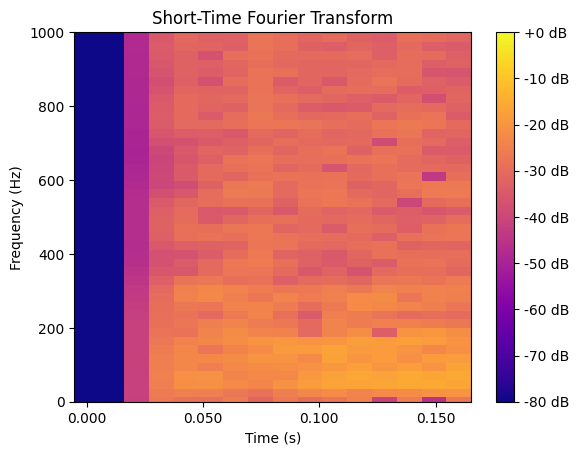 Short-Time Fourier Transform
1000
800
600
400
200
0
Frequency (Hz)
0.000
0.050
0.100
0.150
Time (s)
+0 dB
-10 dB
-20 dB
-30 dB
-40 dB
-50 dB
-60 dB
-70 dB
-80 dB